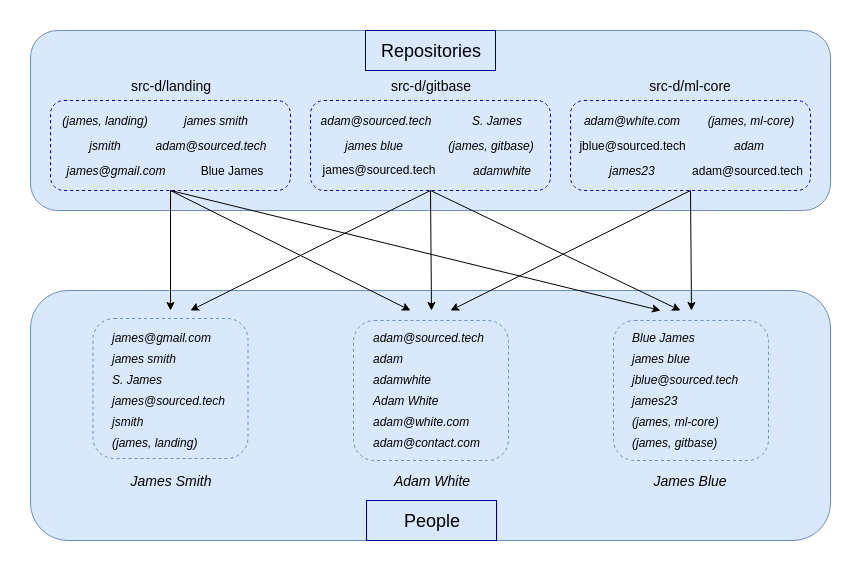 Repositories
src-d/landing
src-d/gitbase
src-d/ml-core
(james, landing) james smith
jsmith adam@sourced.tech
james@gmail.com Blue James
adam@sourced.tech S. James
james blue (james, gitbase)
james@sourced.tech adamwhite
adam@white.com (james, ml-core)
jblue@sourced.tech adam
james23 adam@sourced.tech
james@gmail.com
james smith
S. James
james@sourced.tech
jsmith
(james, landing)
James Smith
adam@sourced.tech
adam
adamwhite
Adam White
adam@white.com
adam@contact.com
Adam White
Blue James
james blue
jblue@sourced.tech
james23
(james, ml-core)
(james, gitbase)
James Blue
People